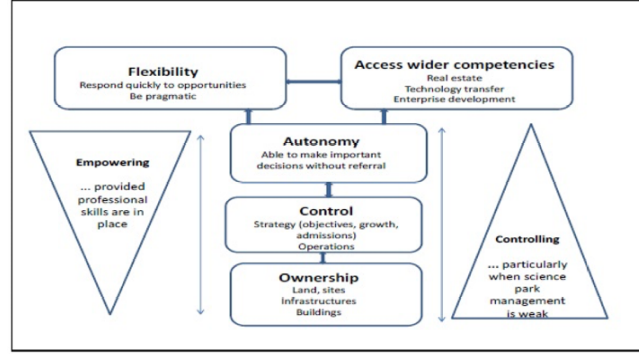 Flexibility
Respond quickly to opportunities
Be pragmatic
Access wider competencies
Real estate
Technology transfer
Enterprise development
Autonomy
Able to make important
decisions without referral
Empowering
... provided
professional
skills are in
place
Control
Strategy (objectives, growth,
admissions)
Operations
Controlling
... particularly
when science
park
management
is weak
Ownership
Land, sites
Infrastructures
Buildings